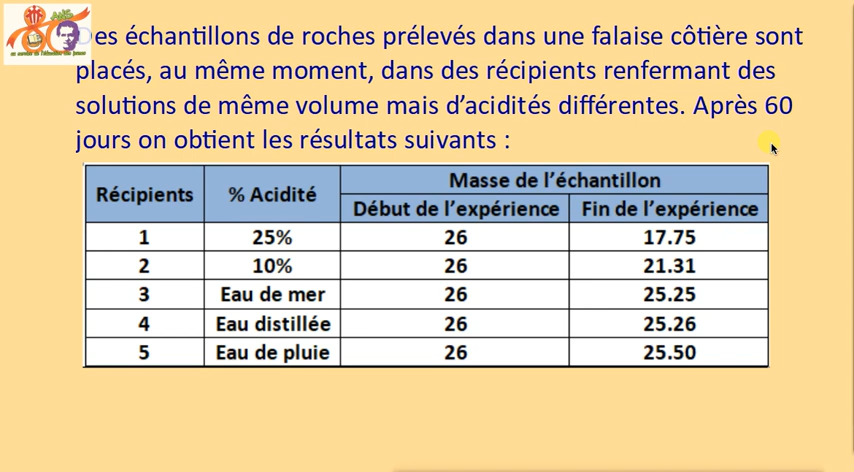 Des échantillons de roches prélevés dans une falaise côtière sont
placés, au même moment, dans des récipients renfermant des
solutions de même volume mais d'acidités différentes. Après 60
jours on obtient les résultats suivants :
Récipients % Acidité Masse de l'échantillon
Début de l'expérience Fin de l'expérience
1 25% 26 17.75
2 10% 26 21.31
3 Eau de mer 26 25.25
4 Eau distillée 26 25.26
5 Eau de pluie 26 25.50